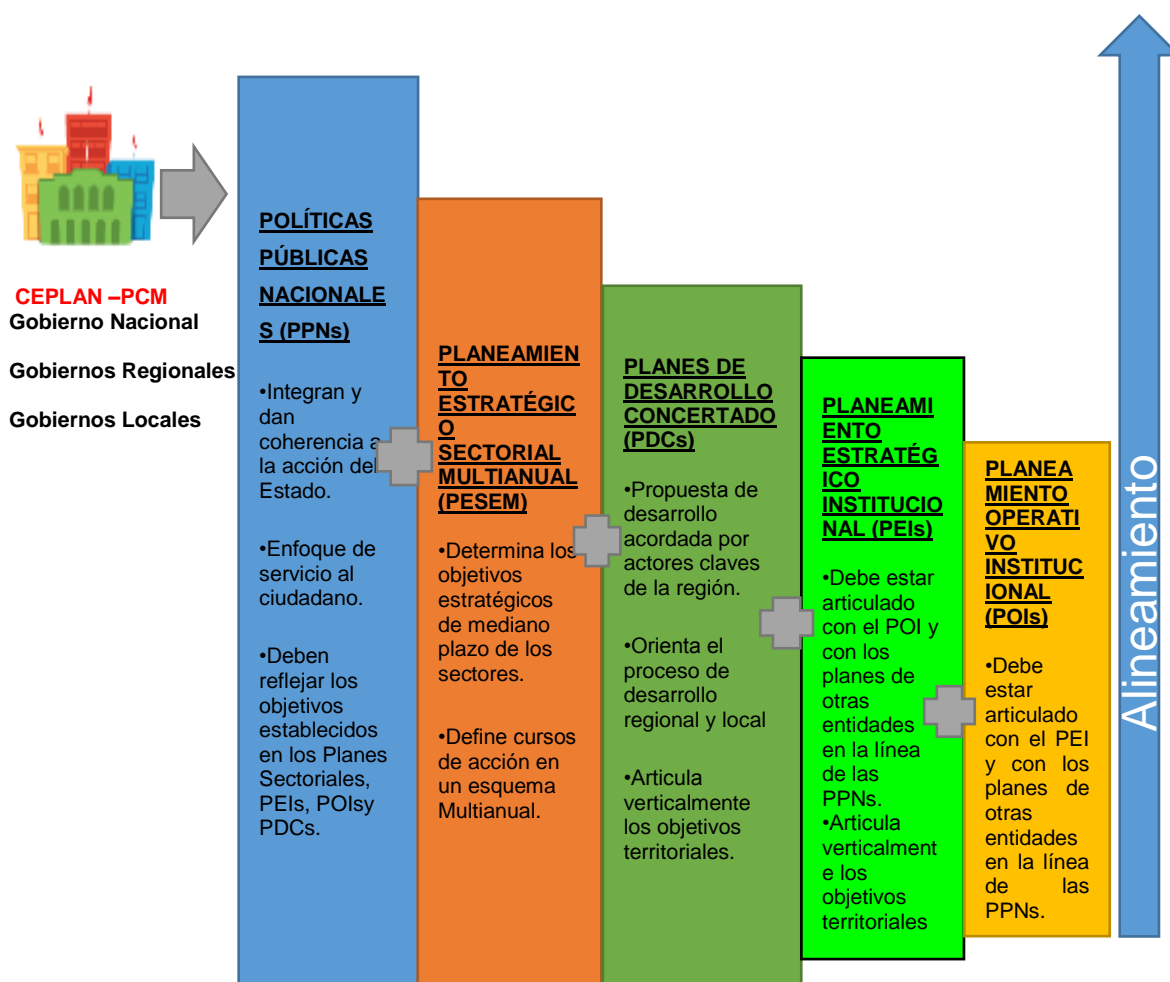 CEPLAN –PCM
Gobierno Nacional
Gobiernos Regionales
Gobiernos Locales
POLÍTICAS
PÚBLICAS
NACIONALE
S (PPNs)
•Integran y
dan
coherencia a
la acción del
Estado.
•Enfoque de
servicio al
ciudadano.
•Deben
reflejar los
objetivos
establecidos
en los Planes
Sectoriales,
PEIs, POIsy
PDCs.
PLANEAMIEN
TO
ESTRATÉGIC
O
SECTORIAL
MULTIANUAL
(PESEM)
•Determina los
objetivos
estratégicos
de mediano
plazo de los
sectores.
•Define cursos
de acción en
un esquema
Multianual.
PLANES DE
DESARROLLO
CONCERTADO
(PDCs)
•Propuesta de
desarrollo
acordada por
actores claves
de la región.
•Orienta el
proceso de
desarrollo
regional y local
•Articula
verticalmente
los objetivos
territoriales.
PLANEAMI
ENTO
ESTRATÉG
ICO
INSTITUCIO
NAL (PEIs)
•Debe estar
articulado
con el POI y
con los
planes de
otras
entidades
en la línea
de las
PPNs.
•Articula
verticalment
e los
objetivos
territoriales
PLANEA
MIENTO
OPERATI
VO
INSTITUC
IONAL
(POIs)
•Debe
estar
articulado
con el PEI
y con los
planes de
otras
entidades
en la línea
de las
PPNs.
Alineamiento